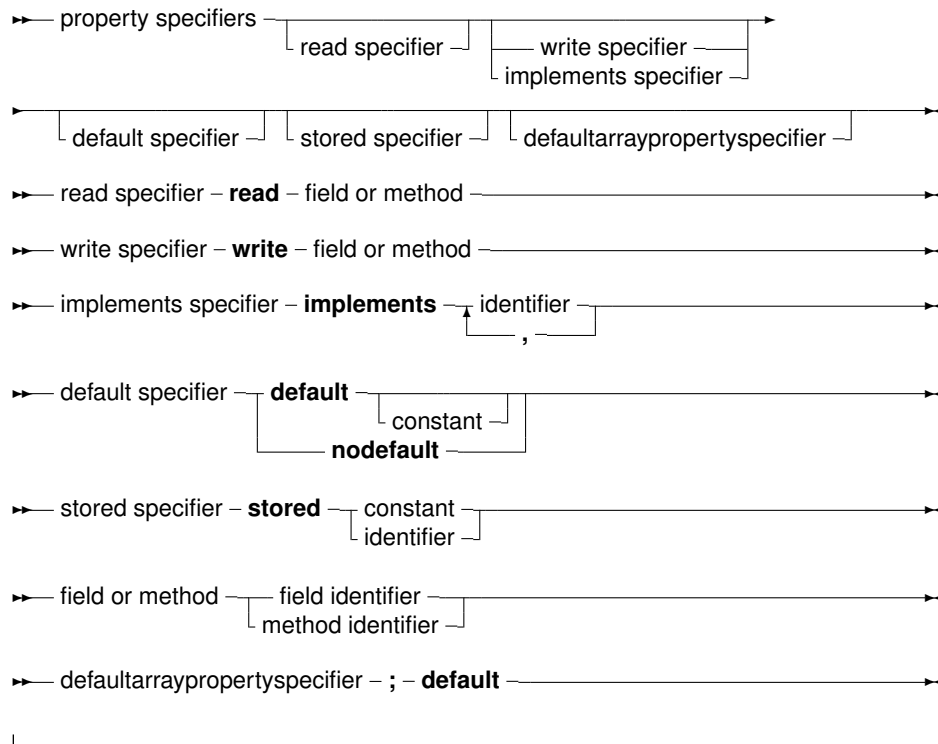 property specifiers
read specifier
write specifier
implements specifier
default specifier
stored specifier
defaultarraypropertyspecifier
read specifier – read – field or method
write specifier – write – field or method
implements specifier – implements identifier
,
default specifier default
constant
nodefault
stored specifier – stored constant
identifier
field or method field identifier
method identifier
defaultarraypropertyspecifier – ; – default